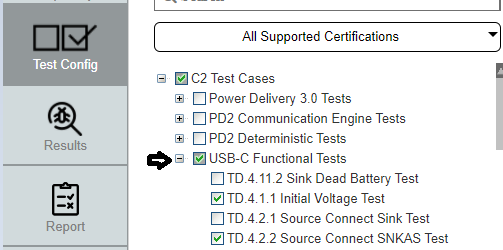 All Supported Certifications
Test Config
C2 Test Cases
Power Delivery 3.0 Tests
PD2 Communication Engine Tests
PD2 Deterministic Tests
USB-C Functional Tests
TD.4.11.2 Sink Dead Battery Test
TD.4.1.1 Initial Voltage Test
TD.4.2.1 Source Connect Sink Test
TD.4.2.2 Source Connect SNKAS Test
Results
Report